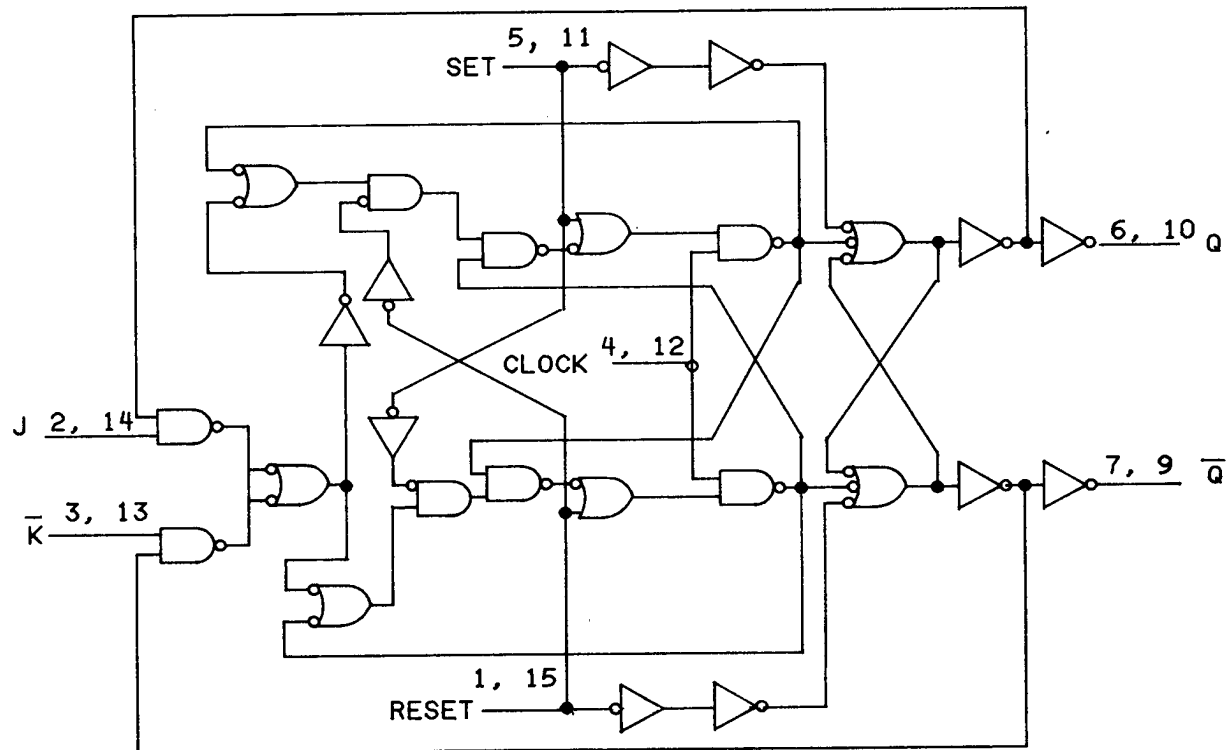 5, 11
SET
6, 10 Q
CLOCK 4, 12
J 2, 14
7, 9 Q̅
K̅ 3, 13
1, 15
RESET